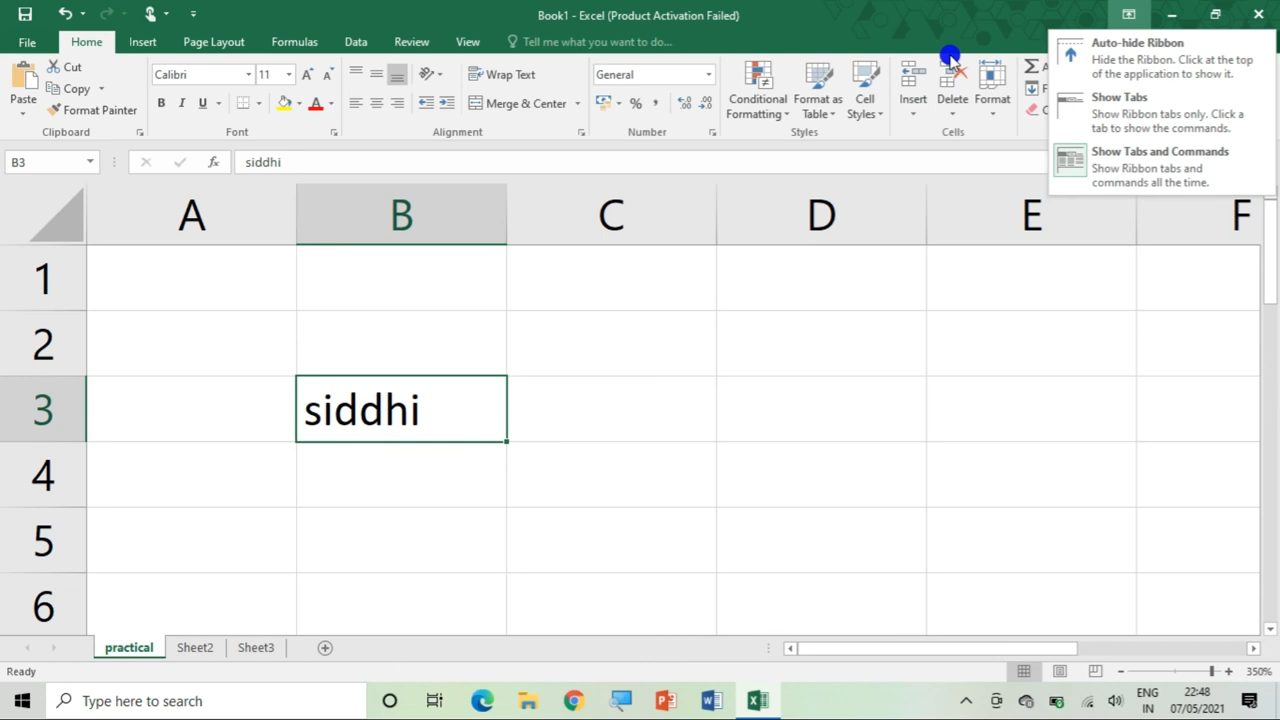 Book1 - Excel (Product Activation Failed)
File Home Insert Page Layout Formulas Data Review View Tell me what you want to do...
Auto-hide Ribbon
Hide the Ribbon. Click at the top
of the application to show it.
Show Tabs
Show Ribbon tabs only. Click a
tab to show the commands.
Show Tabs and Commands
Show Ribbon tabs and
commands all the time.
Paste
Cut
Copy
Format Painter
Clipboard
Calibri 11
B I U
Font
Wrap Text
Merge & Center
Alignment
General
%
Number
Conditional
Formatting
Format as
Table
Cell
Styles
Styles
Insert Delete Format
Cells
B3 fx siddhi
A B C D E F
1
2
3 siddhi
4
5
6
practical Sheet2 Sheet3
Ready 350%
Type here to search
ENG
IN
22:48
07/05/2021